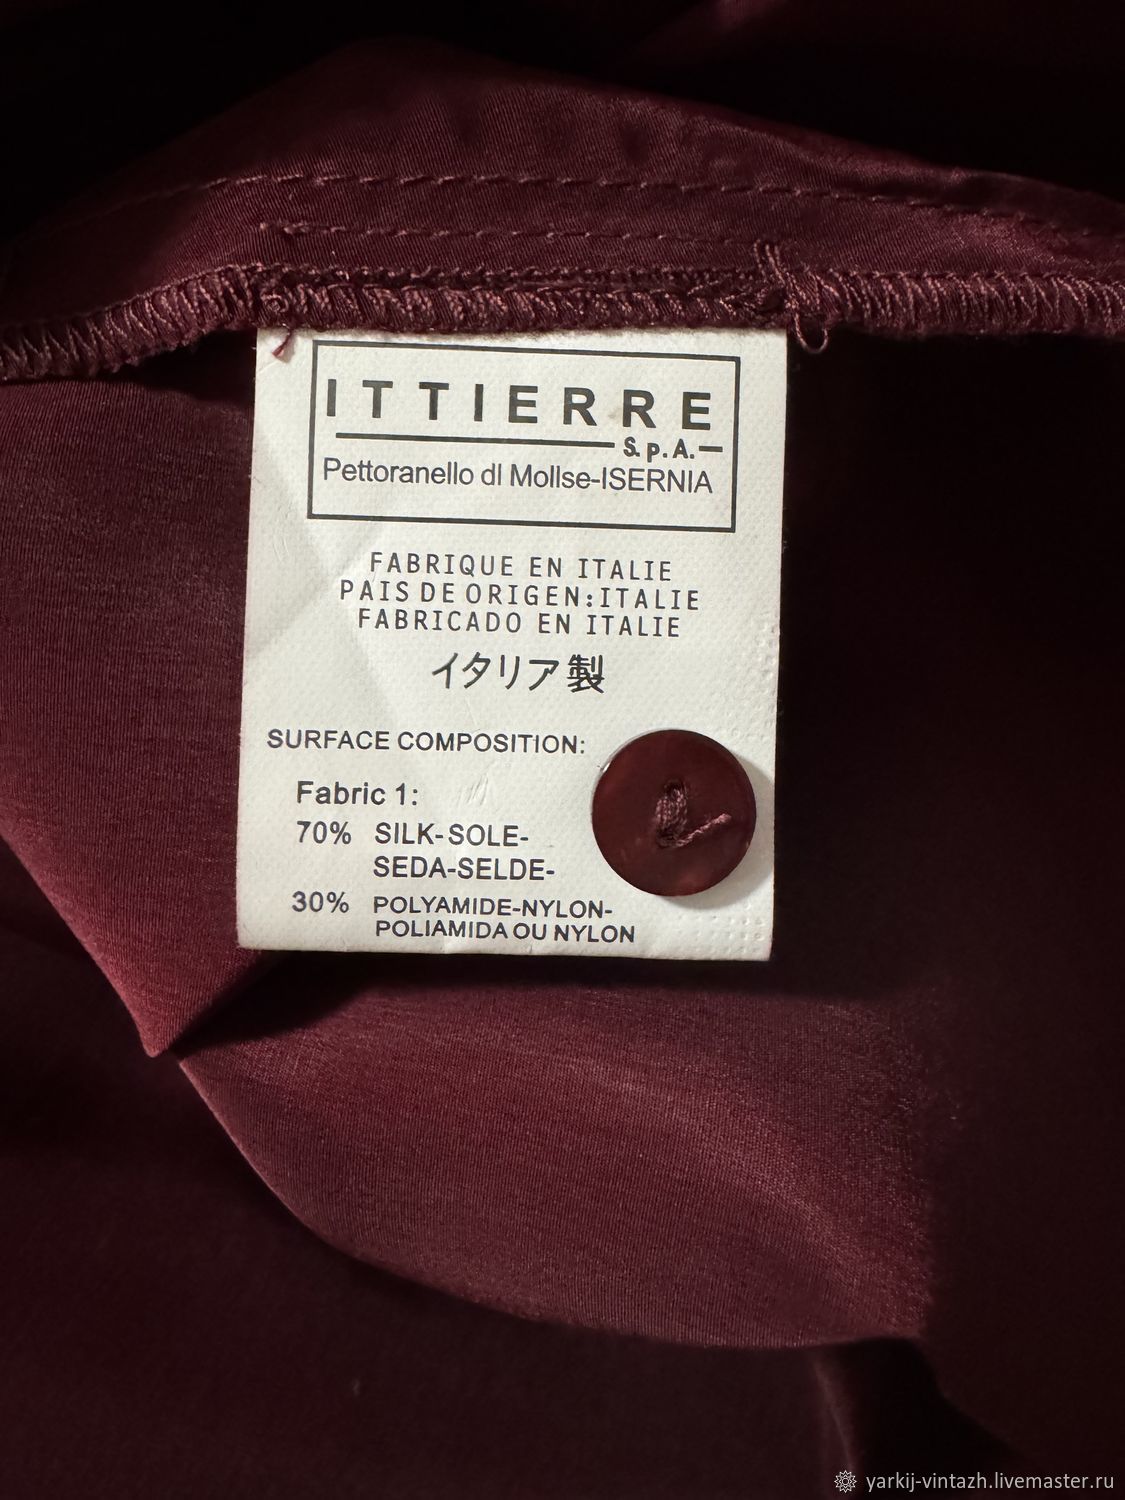 ITTIERRE
S.p.A.
Pettoranello dl Mollse-ISERNIA
FABRIQUE EN ITALIE
PAIS DE ORIGEN:ITALIE
FABRICADO EN ITALIE
イタリア製
SURFACE COMPOSITION:
Fabric 1:
70% SILK-SOLE-
SEDA-SELDE-
30% POLYAMIDE-NYLON-
POLIAMIDA OU NYLON
yarkij-vintazh.livemaster.ru